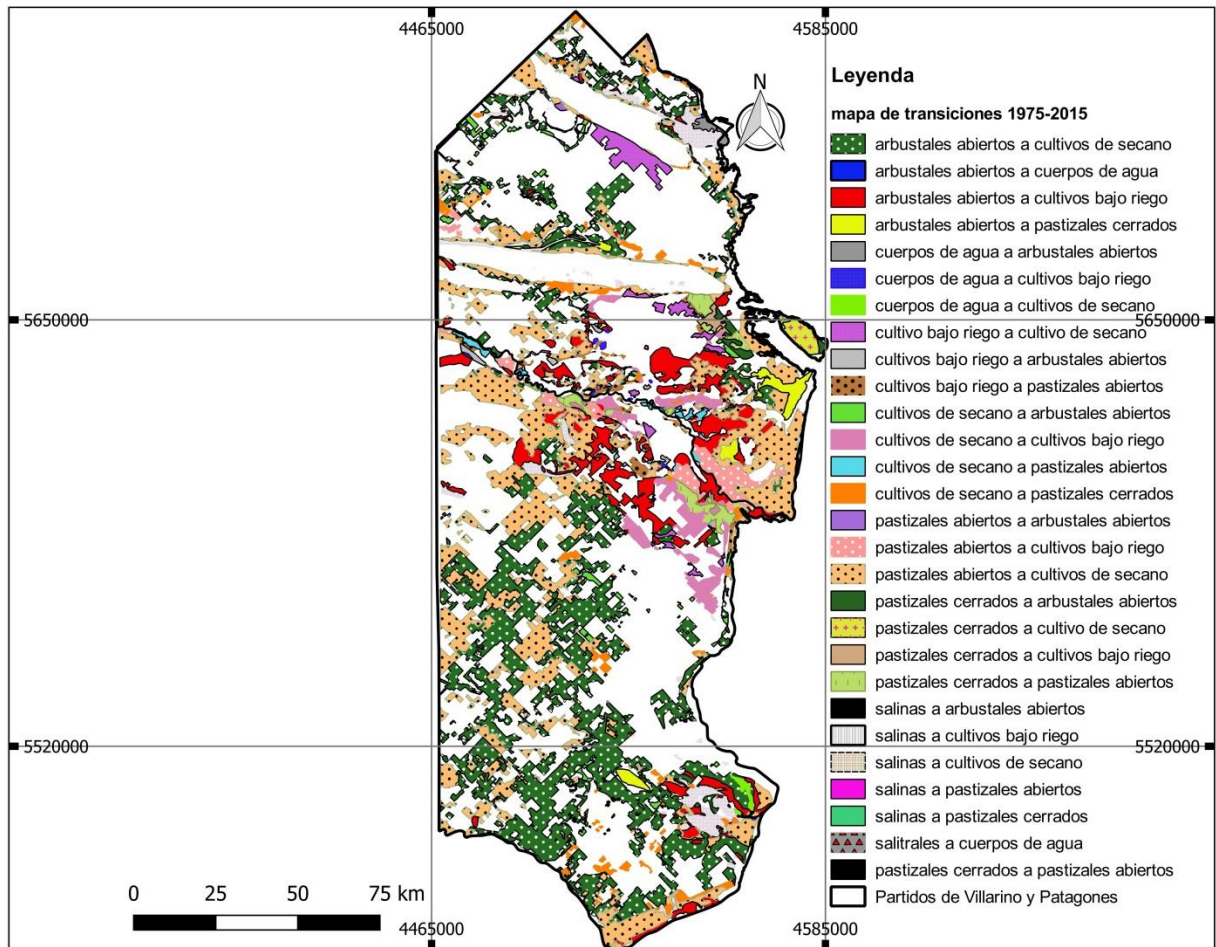 4465000
4585000
N
Leyenda
mapa de transiciones 1975-2015
arbustales abiertos a cultivos de secano
arbustales abiertos a cuerpos de agua
arbustales abiertos a cultivos bajo riego
arbustales abiertos a pastizales cerrados
cuerpos de agua a arbustales abiertos
cuerpos de agua a cultivos bajo riego
cuerpos de agua a cultivos de secano
cultivo bajo riego a cultivo de secano
cultivos bajo riego a arbustales abiertos
cultivos bajo riego a pastizales abiertos
cultivos de secano a arbustales abiertos
cultivos de secano a cultivos bajo riego
cultivos de secano a pastizales abiertos
cultivos de secano a pastizales cerrados
pastizales abiertos a arbustales abiertos
pastizales abiertos a cultivos bajo riego
pastizales abiertos a cultivos de secano
pastizales cerrados a arbustales abiertos
pastizales cerrados a cultivo de secano
pastizales cerrados a cultivos bajo riego
pastizales cerrados a pastizales abiertos
salinas a arbustales abiertos
salinas a cultivos bajo riego
salinas a cultivos de secano
salinas a pastizales abiertos
salinas a pastizales cerrados
salitrales a cuerpos de agua
pastizales cerrados a pastizales abiertos
Partidos de Villarino y Patagones
5650000
5650000
5520000
5520000
0 25 50 75 km
4465000
4585000